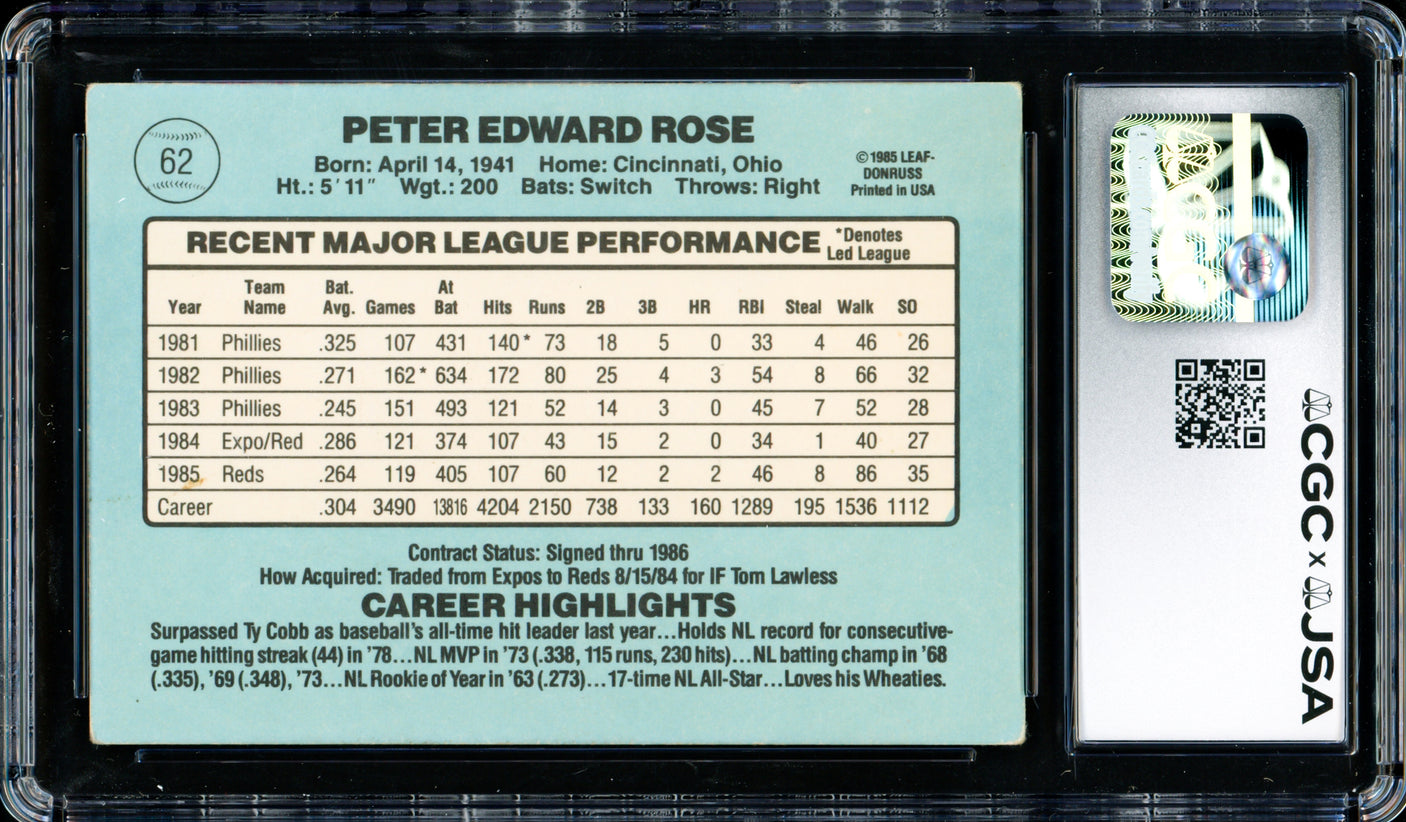 62
PETER EDWARD ROSE
Born: April 14, 1941 Home: Cincinnati, Ohio
Ht.: 5' 11" Wgt.: 200 Bats: Switch Throws: Right
©1985 LEAF-
DONRUSS
Printed in USA
RECENT MAJOR LEAGUE PERFORMANCE *Denotes
Led League
Year Team Name Bat. Avg. Games At Bat Hits Runs 2B 3B HR RBI Steal Walk SO
1981 Phillies .325 107 431 140* 73 18 5 0 33 4 46 26
1982 Phillies .271 162* 634 172 80 25 4 3 54 8 66 32
1983 Phillies .245 151 493 121 52 14 3 0 45 7 52 28
1984 Expo/Red .286 121 374 107 43 15 2 0 34 1 40 27
1985 Reds .264 119 405 107 60 12 2 2 46 8 86 35
Career .304 3490 13816 4204 2150 738 133 160 1289 195 1536 1112
Contract Status: Signed thru 1986
How Acquired: Traded from Expos to Reds 8/15/84 for IF Tom Lawless
CAREER HIGHLIGHTS
Surpassed Ty Cobb as baseball's all-time hit leader last year...Holds NL record for consecutive-
game hitting streak (44) in '78...NL MVP in '73 (.338, 115 runs, 230 hits)...NL batting champ in '68
(.335), '69 (.348), '73...NL Rookie of Year in '63 (.273)...17-time NL All-Star...Loves his Wheaties.
CGC x JSA